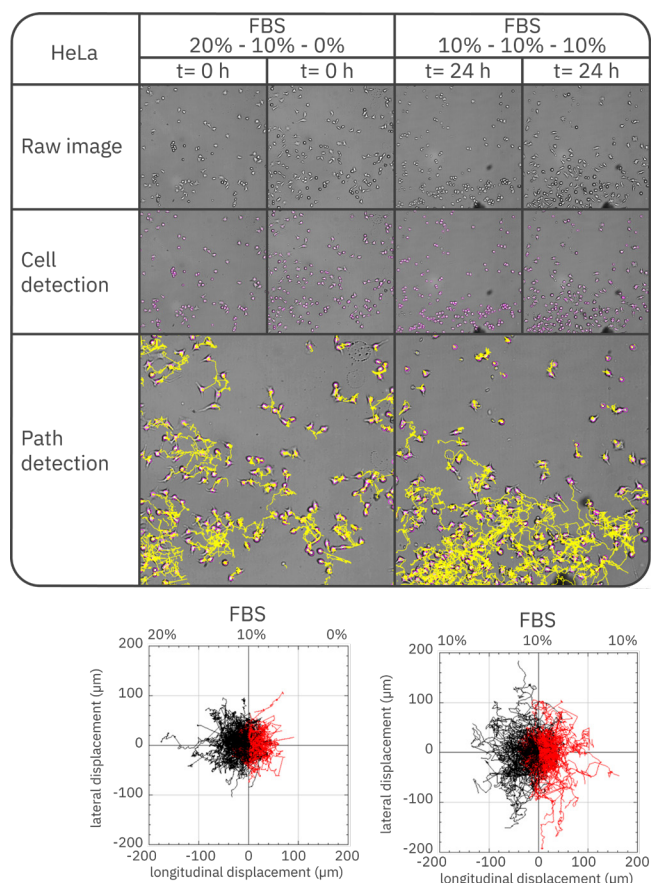 HeLa
FBS
20% - 10% - 0%
FBS
10% - 10% - 10%
t= 0 h
t= 0 h
t= 24 h
t= 24 h
Raw image
Cell
detection
Path
detection
FBS
20% 10% 0%
200
100
0
-100
-200
-200 -100 0 100 200
lateral displacement (µm)
longitudinal displacement (µm)
FBS
10% 10% 10%
200
100
0
-100
-200
-200 -100 0 100 200
lateral displacement (µm)
longitudinal displacement (µm)